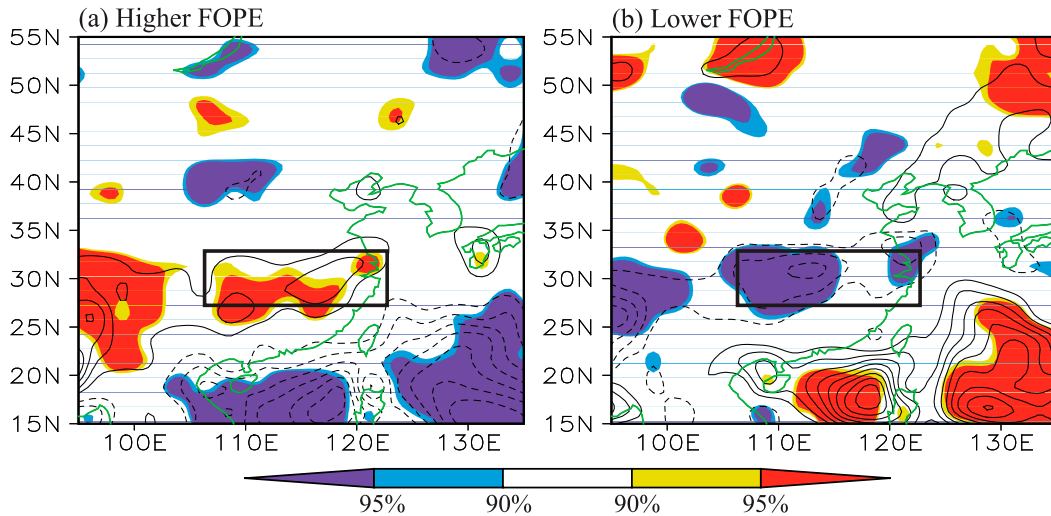 (a) Higher FOPE
(b) Lower FOPE
55N
50N
45N
40N
35N
30N
25N
20N
15N
100E 110E 120E 130E
55N
50N
45N
40N
35N
30N
25N
20N
15N
100E 110E 120E 130E
95% 90% 90% 95%